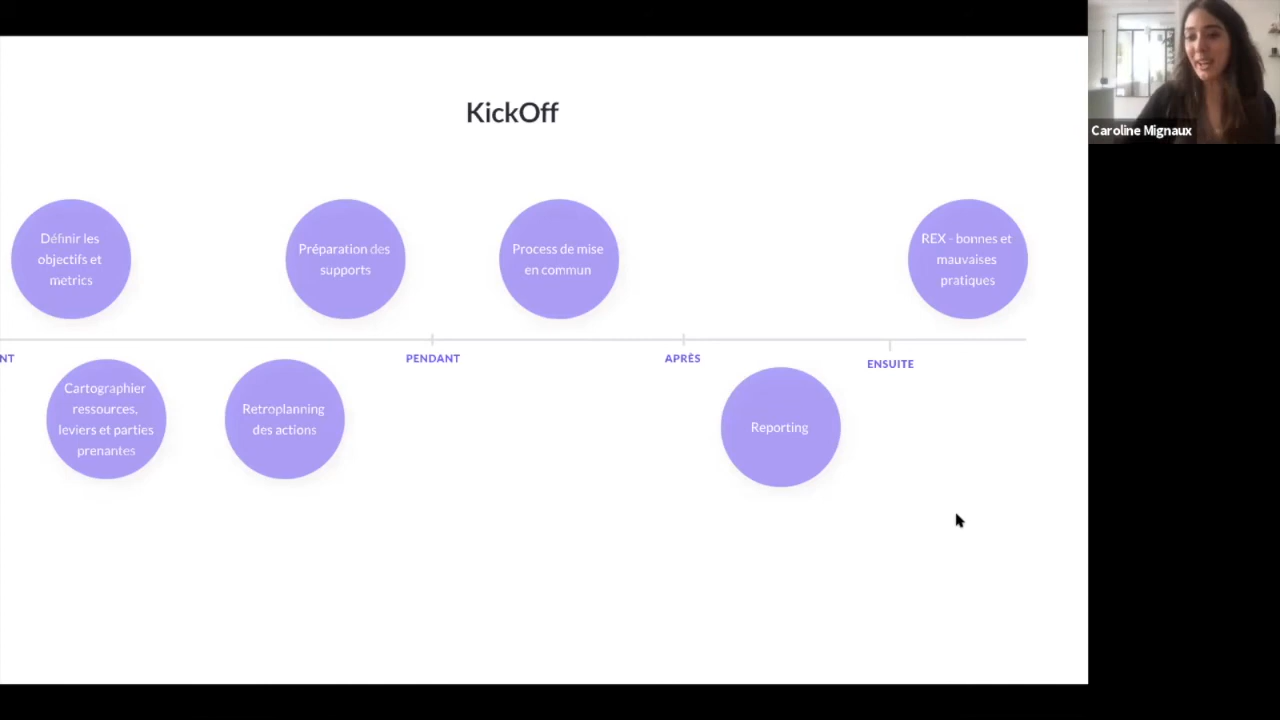 KickOff
Caroline Mignaux
Définir les
objectifs et
metrics
Préparation des
supports
Process de mise
en commun
REX - bonnes et
mauvaises
pratiques
NT
PENDANT
APRÈS
ENSUITE
Cartographier
ressources,
leviers et parties
prenantes
Retroplanning
des actions
Reporting